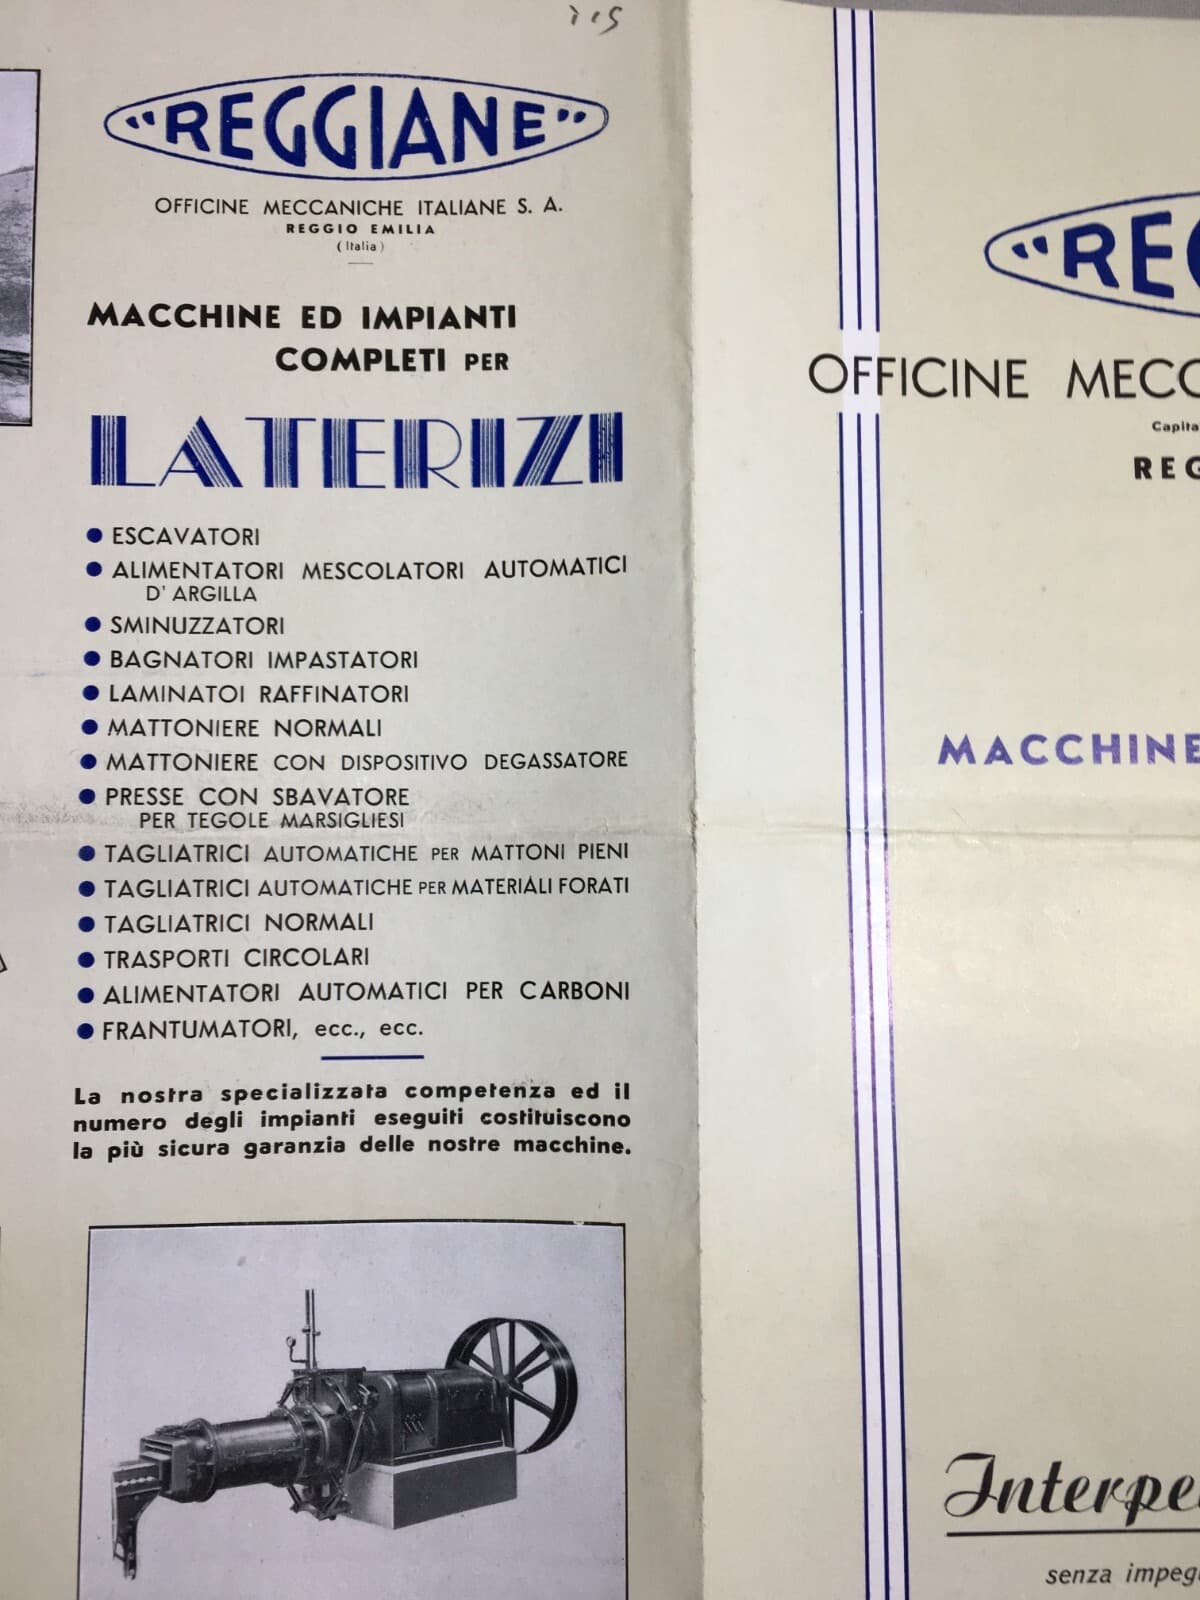 "REGGIANE"
OFFICINE MECCANICHE ITALIANE S. A.
REGGIO EMILIA
(Italia)
MACCHINE ED IMPIANTI
COMPLETI PER
LATERIZI
● ESCAVATORI
● ALIMENTATORI MESCOLATORI AUTOMATICI
D'ARGILLA
● SMINUZZATORI
● BAGNATORI IMPASTATORI
● LAMINATOI RAFFINATORI
● MATTONIERE NORMALI
● MATTONIERE CON DISPOSITIVO DEGASSATORE
● PRESSE CON SBAVATORE
PER TEGOLE MARSIGLIESI
● TAGLIATRICI AUTOMATICHE PER MATTONI PIENI
● TAGLIATRICI AUTOMATICHE PER MATERIALI FORATI
● TAGLIATRICI NORMALI
● TRASPORTI CIRCOLARI
● ALIMENTATORI AUTOMATICI PER CARBONI
● FRANTUMATORI, ecc., ecc.
La nostra specializzata competenza ed il
numero degli impianti eseguiti costituiscono
la più sicura garanzia delle nostre macchine.
"RE
OFFICINE MECC
Capita
REG
MACCHINE
Interpe
senza impeg